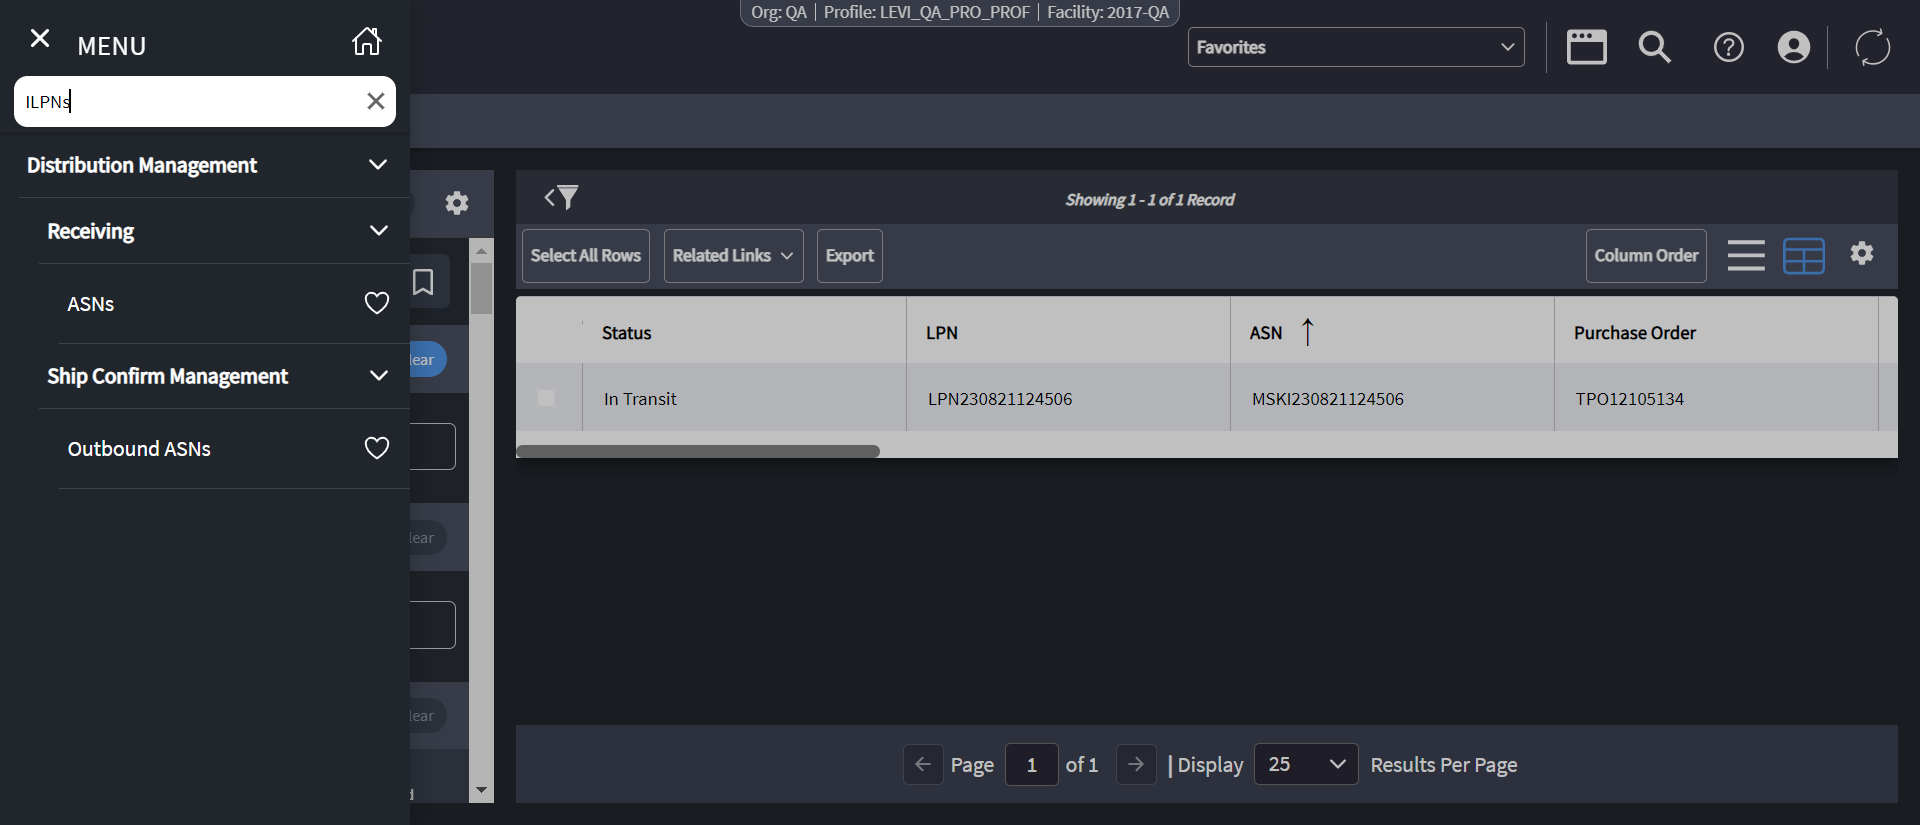 Org: QA | Profile: LEVI_QA_PRO_PROF | Facility: 2017-QA
MENU
Favorites
ILPNs
Distribution Management
Receiving
ASNs
Ship Confirm Management
Outbound ASNs
lear
lear
lear
d
Showing 1 - 1 of 1 Record
Select All Rows Related Links Export Column Order
Status LPN ASN Purchase Order
In Transit LPN230821124506 MSKI230821124506 TPO12105134
Page 1 of 1 | Display 25 Results Per Page